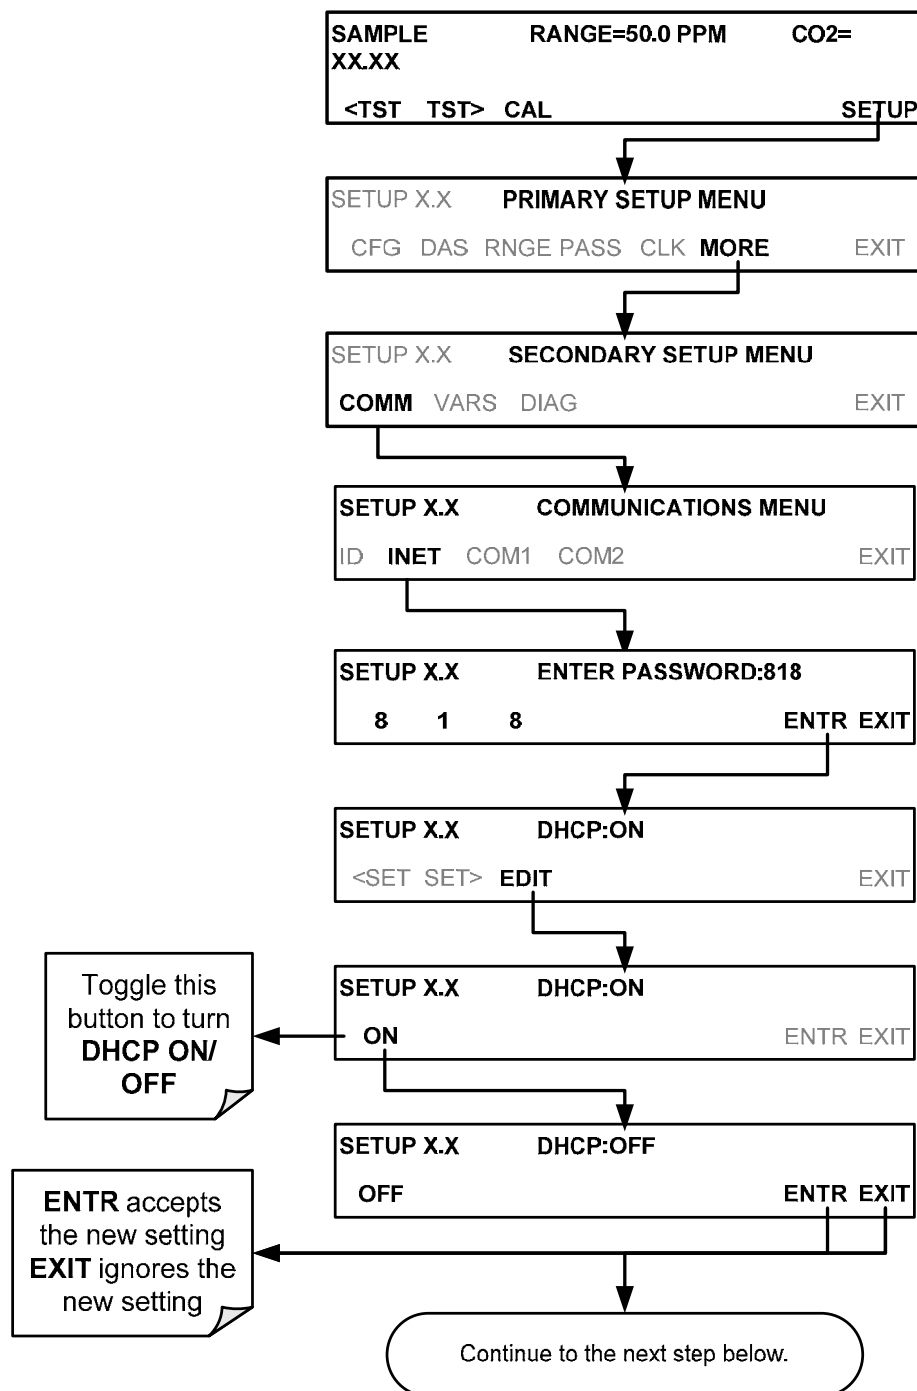 SAMPLE RANGE=50.0 PPM CO2=
XX.XX
<TST TST> CAL SETUP
SETUP X.X PRIMARY SETUP MENU
CFG DAS RNGE PASS CLK MORE EXIT
SETUP X.X SECONDARY SETUP MENU
COMM VARS DIAG EXIT
SETUP X.X COMMUNICATIONS MENU
ID INET COM1 COM2 EXIT
SETUP X.X ENTER PASSWORD:818
8 1 8 ENTR EXIT
SETUP X.X DHCP:ON
<SET SET> EDIT EXIT
Toggle this
button to turn
DHCP ON/
OFF
SETUP X.X DHCP:ON
ON ENTR EXIT
SETUP X.X DHCP:OFF
OFF ENTR EXIT
ENTR accepts
the new setting
EXIT ignores the
new setting
Continue to the next step below.